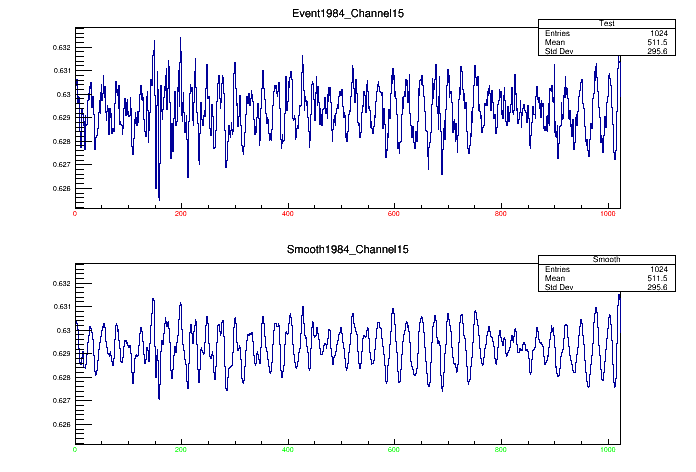 Event1984_Channel15
Test
Entries 1024
Mean 511.5
Std Dev 295.6
0.632
0.631
0.63
0.629
0.628
0.627
0.626
0 200 400 600 800 1000
Smooth1984_Channel15
Smooth
Entries 1024
Mean 511.5
Std Dev 295.6
0.632
0.631
0.63
0.629
0.628
0.627
0.626
0 200 400 600 800 1000